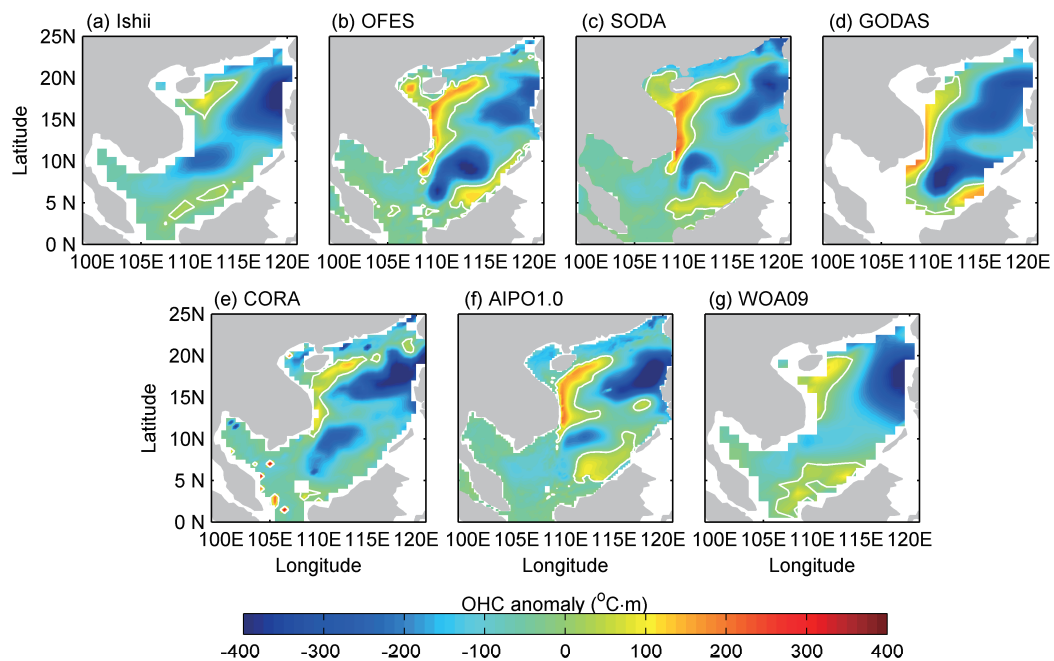 (a) Ishii (b) OFES (c) SODA (d) GODAS
25N
20N
15N
10N
5 N
0 N
Latitude
100E 105E 110E 115E 120E 100E 105E 110E 115E 120E 100E 105E 110E 115E 120E 100E 105E 110E 115E 120E
(e) CORA (f) AIPO1.0 (g) WOA09
25N
20N
15N
10N
5 N
0 N
Latitude
100E 105E 110E 115E 120E 100E 105E 110E 115E 120E 100E 105E 110E 115E 120E
Longitude Longitude Longitude
OHC anomaly (°C·m)
-400 -300 -200 -100 0 100 200 300 400